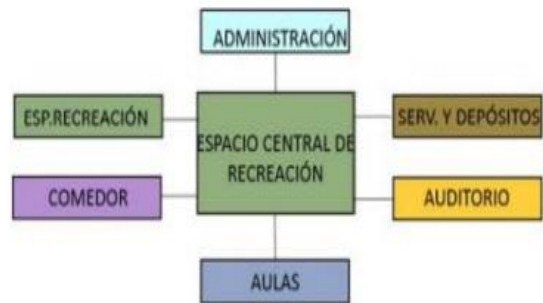 ADMINISTRACIÓN
ESP.RECREACIÓN
ESPACIO CENTRAL DE
RECREACIÓN
SERV. Y DEPÓSITOS
COMEDOR
AUDITORIO
AULAS